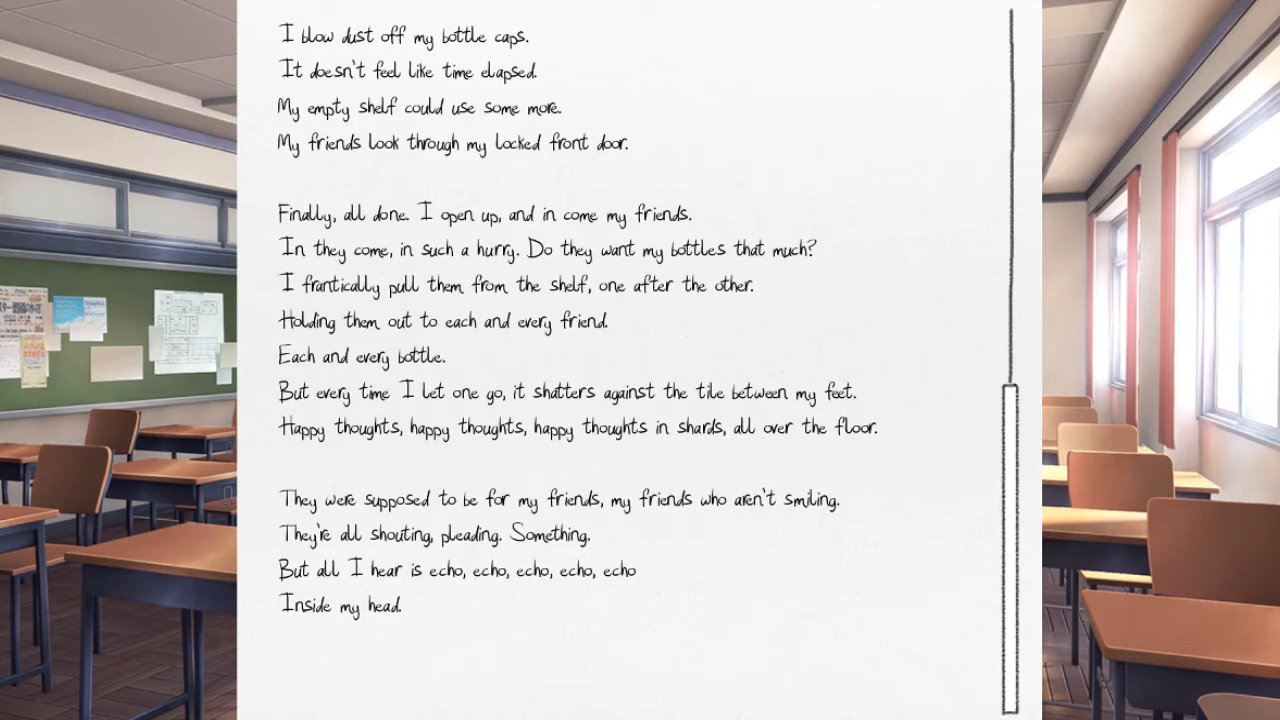 I blow dust off my bottle caps.
It doesn't feel like time elapsed.
My empty shelf could use some more.
My friends look through my locked front door.
Finally, all done. I open up, and in come my friends.
In they come, in such a hurry. Do they want my bottles that much?
I frantically pull them from the shelf, one after the other.
Holding them out to each and every friend.
Each and every bottle.
But every time I let one go, it shatters against the tile between my feet.
Happy thoughts, happy thoughts, happy thoughts in shards, all over the floor.
They were supposed to be for my friends, my friends who aren't smiling.
They're all shouting, pleading. Something.
But all I hear is echo, echo, echo, echo, echo
Inside my head.